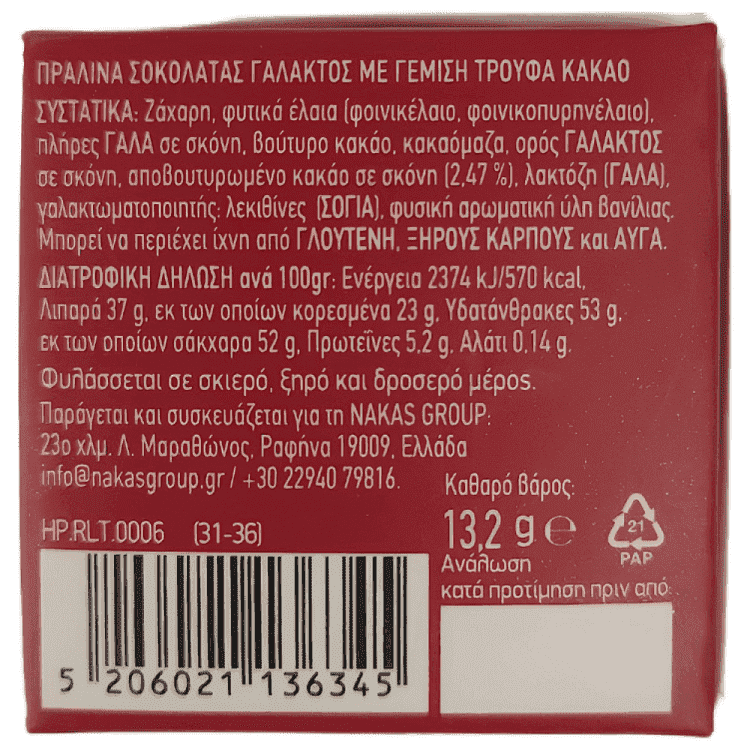 ΠΡΑΛΙΝΑ ΣΟΚΟΛΑΤΑΣ ΓΑΛΑΚΤΟΣ ΜΕ ΓΕΜΙΣΗ ΤΡΟΥΦΑ ΚΑΚΑΟ
ΣΥΣΤΑΤΙΚΑ: Ζάχαρη, φυτικά έλαια (φοινικέλαιο, φοινικοπυρηνέλαιο),
πλήρες ΓΑΛΑ σε σκόνη, βούτυρο κακάο, κακαόμαζα, ορός ΓΑΛΑΚΤΟΣ
σε σκόνη, αποβουτυρωμένο κακάο σε σκόνη (2,47 %), λακτόζη (ΓΑΛΑ),
γαλακτωματοποιητής: λεκιθίνες (ΣΟΓΙΑ), φυσική αρωματική ύλη βανίλιας.
Μπορεί να περιέχει ίχνη από ΓΛΟΥΤΕΝΗ, ΞΗΡΟΥΣ ΚΑΡΠΟΥΣ και ΑΥΓΑ.
ΔΙΑΤΡΟΦΙΚΗ ΔΗΛΩΣΗ ανά 100gr: Ενέργεια 2374 kJ/570 kcal,
Λιπαρά 37 g, εκ των οποίων κορεσμένα 23 g, Υδατάνθρακες 53 g,
εκ των οποίων σάκχαρα 52 g, Πρωτεΐνες 5,2 g, Αλάτι 0,14 g.
Φυλάσσεται σε σκιερό, ξηρό και δροσερό μέρος.
Παράγεται και συσκευάζεται για τη NAKAS GROUP:
23ο χλμ. Λ. Μαραθώνος, Ραφήνα 19009, Ελλάδα
info@nakasgroup.gr / +30 22940 79816.
Καθαρό βάρος:
13,2 g ℮
21
PAP
HP.RLT.0006 (31-36)
Ανάλωση
κατά προτίμηση πριν από:
5 206021 136345